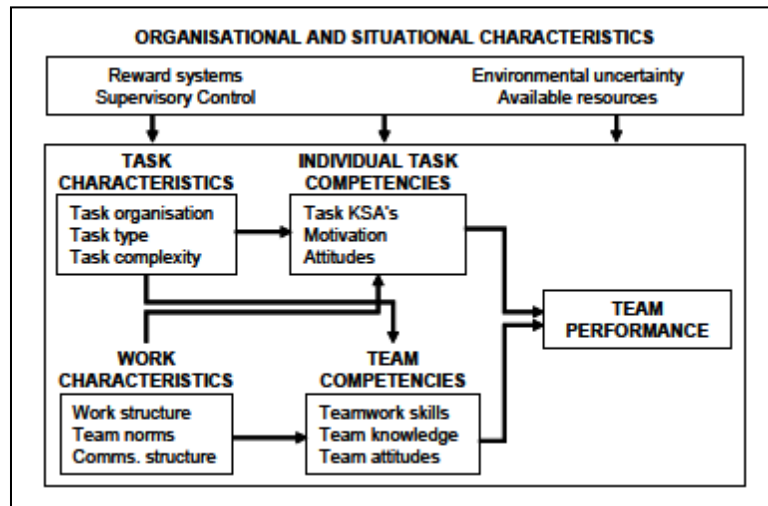 ORGANISATIONAL AND SITUATIONAL CHARACTERISTICS
Reward systems
Supervisory Control
Environmental uncertainty
Available resources
TASK
CHARACTERISTICS
Task organisation
Task type
Task complexity
INDIVIDUAL TASK
COMPETENCIES
Task KSA's
Motivation
Attitudes
WORK
CHARACTERISTICS
Work structure
Team norms
Comms. structure
TEAM
COMPETENCIES
Teamwork skills
Team knowledge
Team attitudes
TEAM
PERFORMANCE